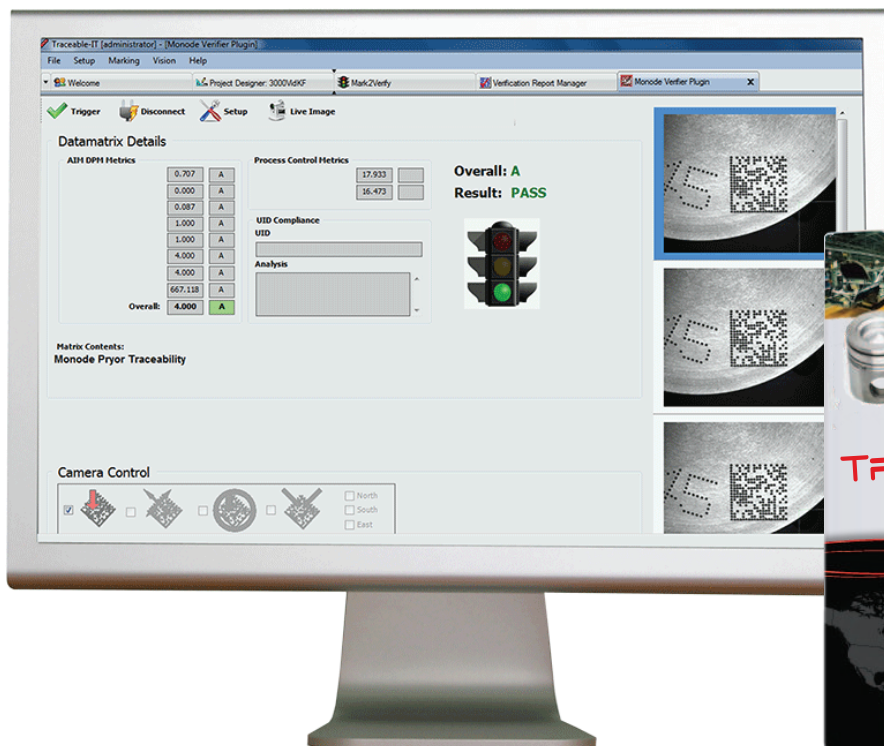 Traceable-IT [administrator] - [Monode Verifier Plugin]
File Setup Marking Vision Help
Welcome Project Designer: 3000VidKF Mark2Verify Verification Report Manager Monode Verifier Plugin X
Trigger Disconnect Setup Live Image
Datamatrix Details
AIM DPM Metrics
0.707 A
0.000 A
0.087 A
1.000 A
1.000 A
4.000 A
4.000 A
667.118 A
Overall: 4.000 A
Process Control Metrics
17.933
16.473
UID Compliance
UID
Analysis
Overall: A
Result: PASS
Matrix Contents:
Monode Pryor Traceability
Camera Control
North
South
East
45
45
45